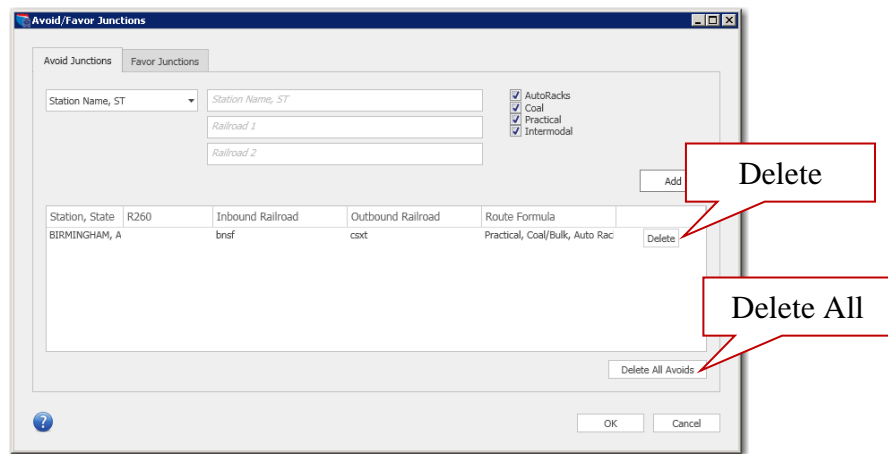 Avoid/Favor Junctions
Avoid Junctions Favor Junctions
Station Name, ST Station Name, ST
Railroad 1
Railroad 2
AutoRacks
Coal
Practical
Intermodal
Add
Delete
Station, State R260 Inbound Railroad Outbound Railroad Route Formula
BIRMINGHAM, A bnsf csxt Practical, Coal/Bulk, Auto Rac Delete
Delete All
Delete All Avoids
? OK Cancel